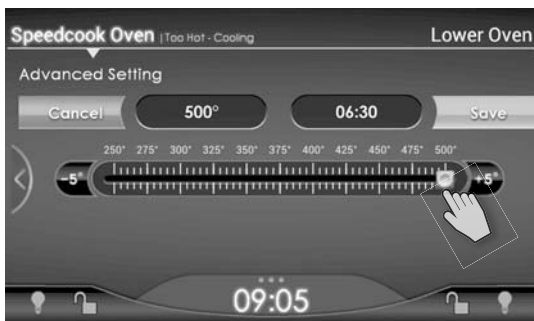 Speedcook Oven | Too Hot - Cooling Lower Oven
Advanced Setting
Cancel 500° 06:30 Save
250° 275° 300° 325° 350° 375° 400° 425° 450° 475° 500°
-5° +5°
09:05